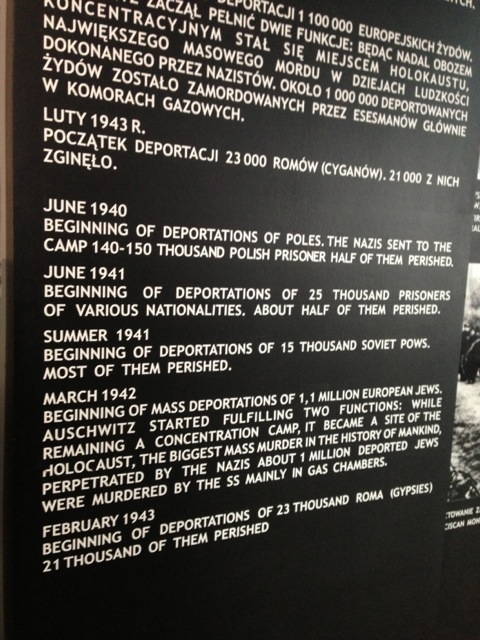 ZACZĄŁ PEŁNIĆ DWIE FUNKCJE: BĘDĄC NADAL OBOZEM
DEPORTACJI 1 100 000 EUROPEJSKICH ŻYDÓW.
KONCENTRACYJNYM STAŁ SIĘ MIEJSCEM HOLOKAUSTU,
NAJWIĘKSZEGO MASOWEGO MORDU W DZIEJACH LUDZKOŚCI
DOKONANEGO PRZEZ NAZISTÓW. OKOŁO 1 000 000 DEPORTOWANYCH
ŻYDÓW ZOSTAŁO ZAMORDOWANYCH PRZEZ ESESMANÓW GŁÓWNIE
W KOMORACH GAZOWYCH.
LUTY 1943 R.
POCZĄTEK DEPORTACJI 23 000 ROMÓW (CYGANÓW). 21 000 Z NICH
ZGINĘŁO.
JUNE 1940
BEGINNING OF DEPORTATIONS OF POLES. THE NAZIS SENT TO THE
CAMP 140-150 THOUSAND POLISH PRISONER HALF OF THEM PERISHED.
JUNE 1941
BEGINNING OF DEPORTATIONS OF 25 THOUSAND PRISONERS
OF VARIOUS NATIONALITIES. ABOUT HALF OF THEM PERISHED.
SUMMER 1941
BEGINNING OF DEPORTATIONS OF 15 THOUSAND SOVIET POWS.
MOST OF THEM PERISHED.
MARCH 1942
BEGINNING OF MASS DEPORTATIONS OF 1,1 MILLION EUROPEAN JEWS.
AUSCHWITZ STARTED FULFILLING TWO FUNCTIONS: WHILE
REMAINING A CONCENTRATION CAMP, IT BECAME A SITE OF THE
HOLOCAUST, THE BIGGEST MASS MURDER IN THE HISTORY OF MANKIND,
PERPETRATED BY THE NAZIS ABOUT 1 MILLION DEPORTED JEWS
WERE MURDERED BY THE SS MAINLY IN GAS CHAMBERS.
FEBRUARY 1943
BEGINNING OF DEPORTATIONS OF 23 THOUSAND ROMA (GYPSIES)
21 THOUSAND OF THEM PERISHED